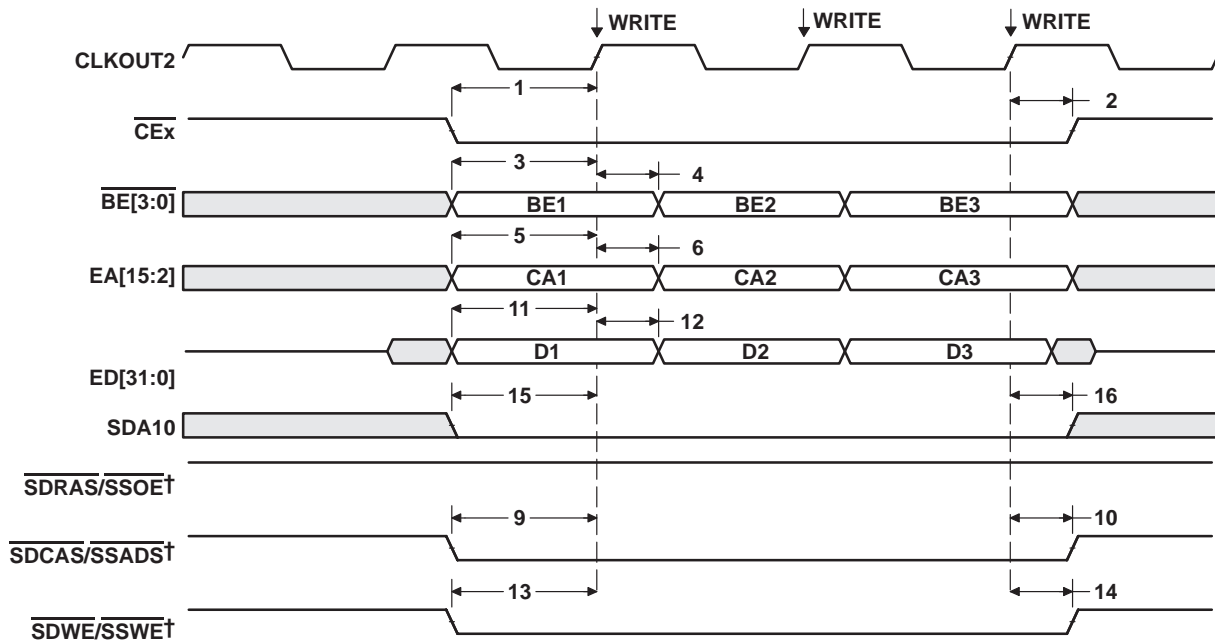 WRITE WRITE WRITE
CLKOUT2
1 2
CEx
3 4
BE[3:0] BE1 BE2 BE3
5 6
EA[15:2] CA1 CA2 CA3
11 12
D1 D2 D3
ED[31:0]
15 16
SDA10
SDRAS/SSOE†
9 10
SDCAS/SSADS†
13 14
SDWE/SSWE†